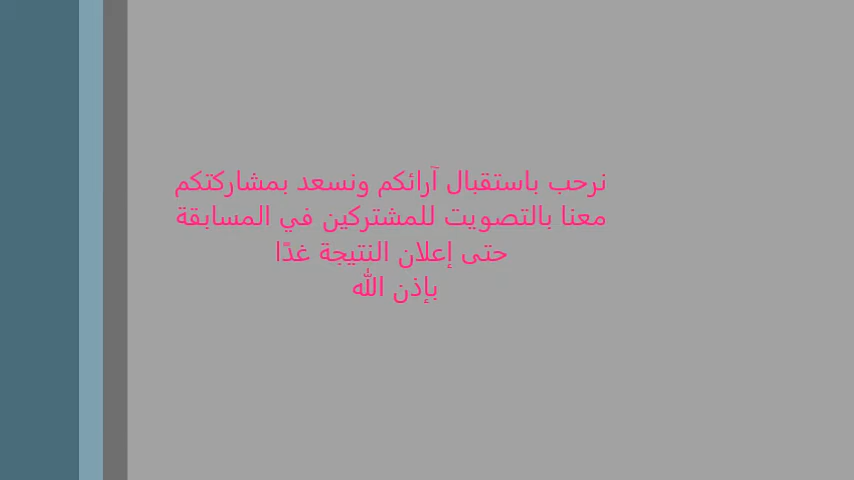 نرحب باستقبال آرائكم ونسعد بمشاركتكم
معنا بالتصويت للمشتركين في المسابقة
حتى إعلان النتيجة غدًا
بإذن الله